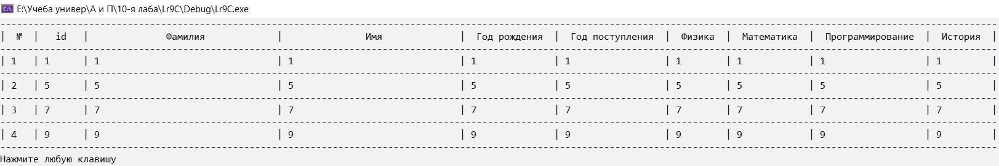 E:\Учеба универ\А и П\10-я лаба\Lr9C\Debug\Lr9C.exe
| № | id | Фамилия | Имя | Год рождения | Год поступления | Физика | Математика | Программирование | История |
| 1 | 1 | 1 | 1 | 1 | 1 | 1 | 1 | 1 | 1 |
| 2 | 5 | 5 | 5 | 5 | 5 | 5 | 5 | 5 | 5 |
| 3 | 7 | 7 | 7 | 7 | 7 | 7 | 7 | 7 | 7 |
| 4 | 9 | 9 | 9 | 9 | 9 | 9 | 9 | 9 | 9 |
Нажмите любую клавишу